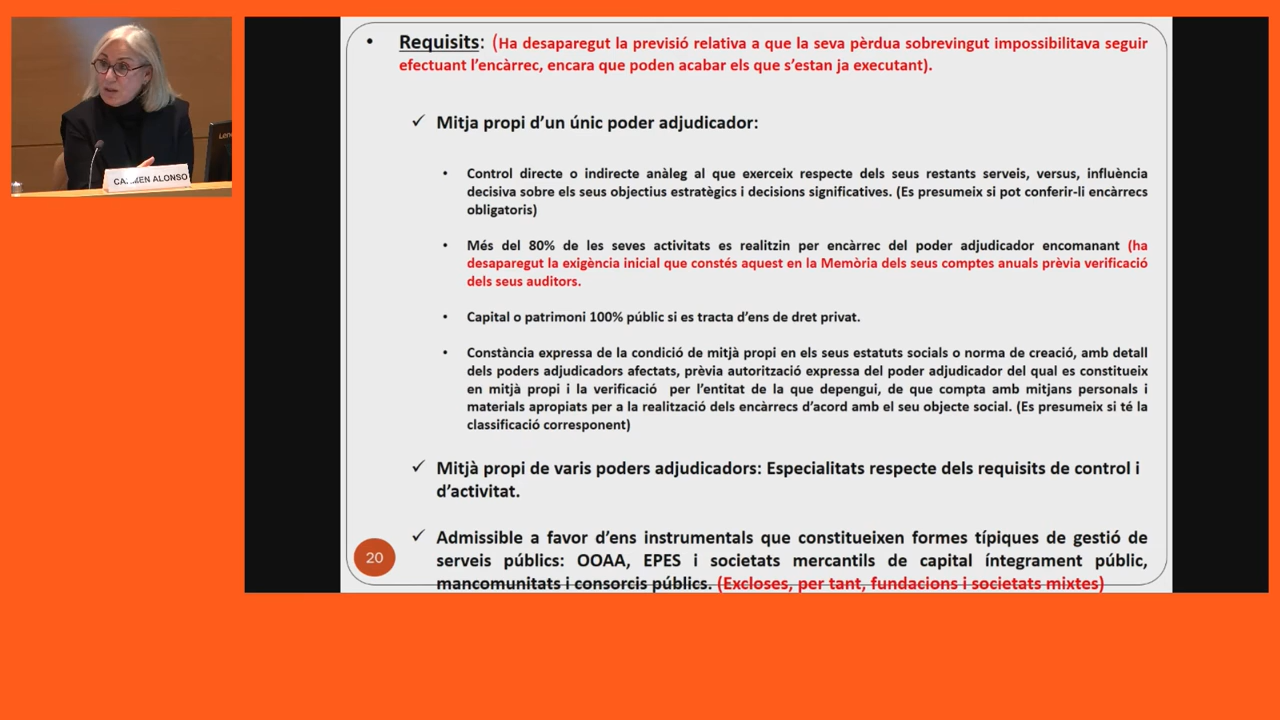 Leno
CARMEN ALONSO
• Requisits: (Ha desaparegut la previsió relativa a que la seva pèrdua sobrevingut impossibilitava seguir
efectuant l'encàrrec, encara que poden acabar els que s'estan ja executant).
✓ Mitja propi d'un únic poder adjudicador:
• Control directe o indirecte anàleg al que exerceix respecte dels seus restants serveis, versus, influència
decisiva sobre els seus objectius estratègics i decisions significatives. (Es presumeix si pot conferir-li encàrrecs
obligatoris)
• Més del 80% de les seves activitats es realitzin per encàrrec del poder adjudicador encomanant (ha
desaparegut la exigència inicial que constés aquest en la Memòria dels seus comptes anuals prèvia verificació
dels seus auditors.
• Capital o patrimoni 100% públic si es tracta d'ens de dret privat.
• Constància expressa de la condició de mitjà propi en els seus estatuts socials o norma de creació, amb detall
dels poders adjudicadors afectats, prèvia autorització expressa del poder adjudicador del qual es constitueix
en mitjà propi i la verificació per l'entitat de la que depengui, de que compta amb mitjans personals i
materials apropiats per a la realització dels encàrrecs d'acord amb el seu objecte social. (Es presumeix si té la
classificació corresponent)
✓ Mitjà propi de varis poders adjudicadors: Especialitats respecte dels requisits de control i
d'activitat.
✓ Admissible a favor d'ens instrumentals que constitueixen formes típiques de gestió de
serveis públics: OOAA, EPES i societats mercantils de capital íntegrament públic,
mancomunitats i consorcis públics. (Excloses, per tant, fundacions i societats mixtes)
20